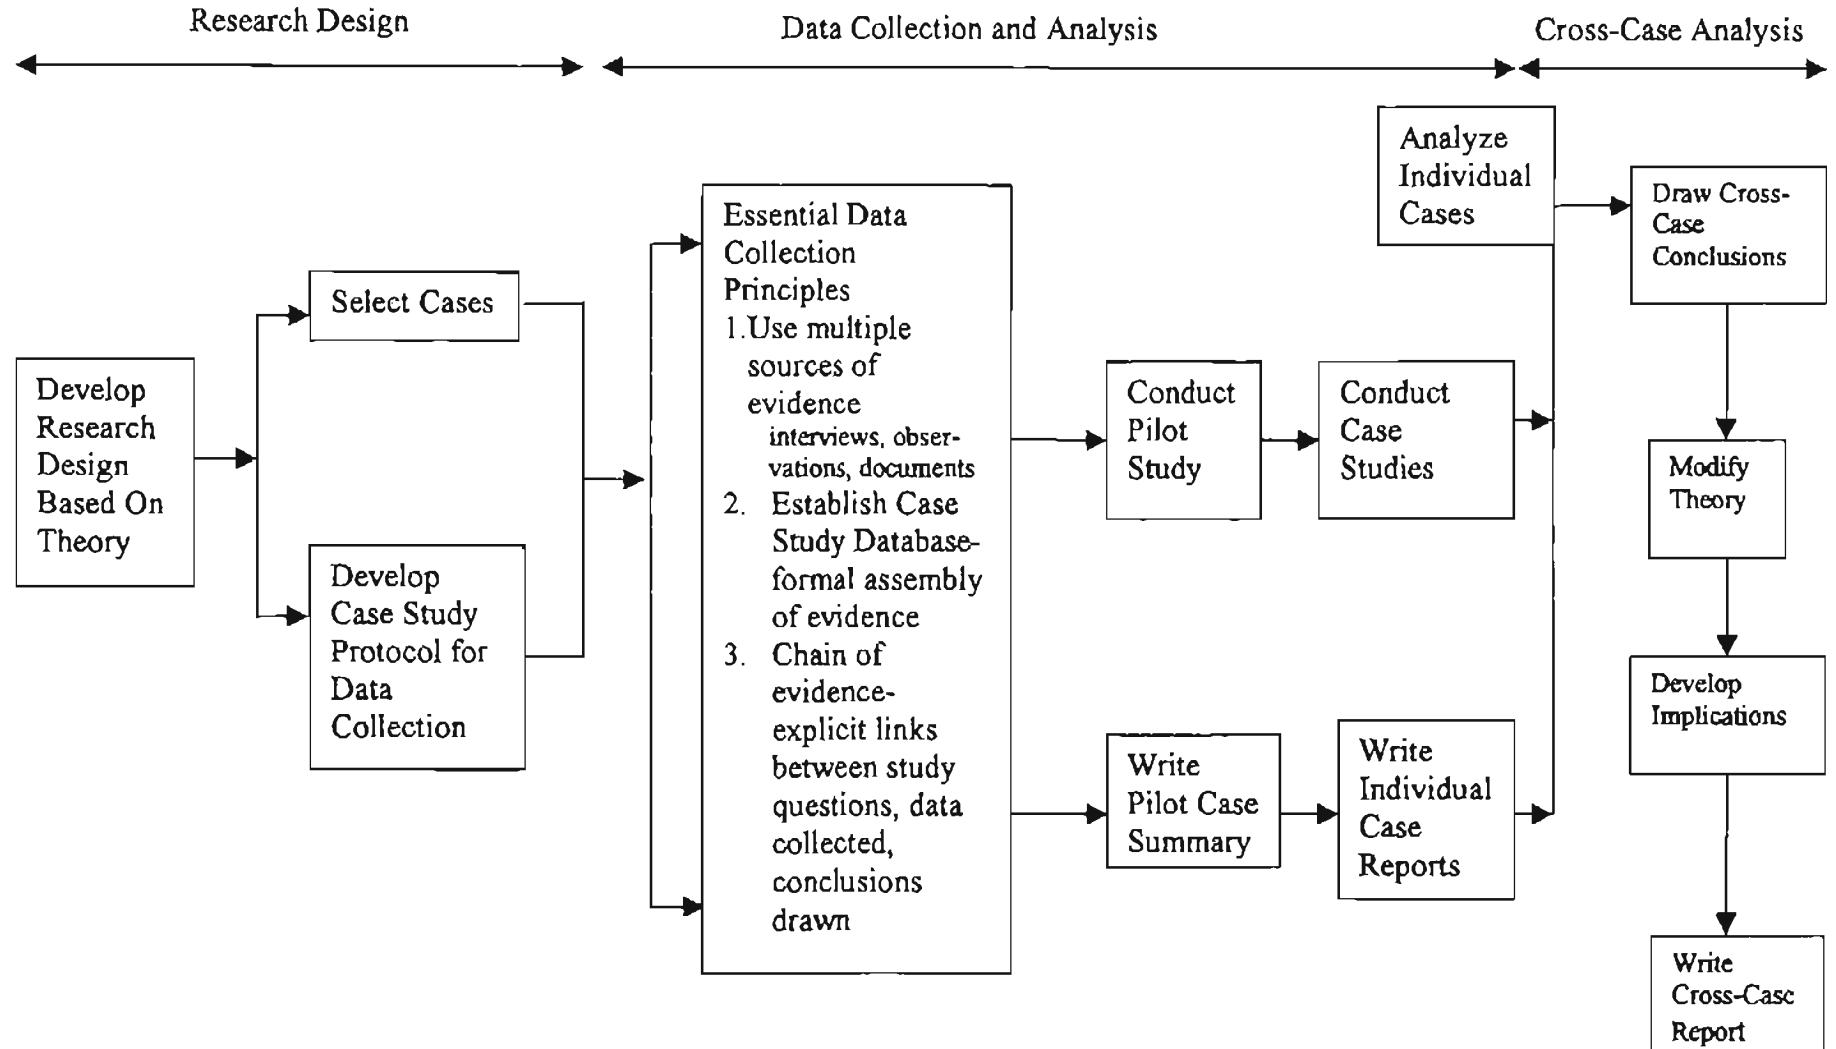 Research Design
Data Collection and Analysis
Cross-Case Analysis
Develop
Research
Design
Based On
Theory
Select Cases
Develop
Case Study
Protocol for
Data
Collection
Essential Data
Collection
Principles
1.Use multiple
sources of
evidence
interviews, obser-
vations, documents
2. Establish Case
Study Database-
formal assembly
of evidence
3. Chain of
evidence-
explicit links
between study
questions, data
collected,
conclusions
drawn
Conduct
Pilot
Study
Conduct
Case
Studies
Write
Pilot Case
Summary
Write
Individual
Case
Reports
Analyze
Individual
Cases
Draw Cross-
Case
Conclusions
Modify
Theory
Develop
Implications
Write
Cross-Case
Report